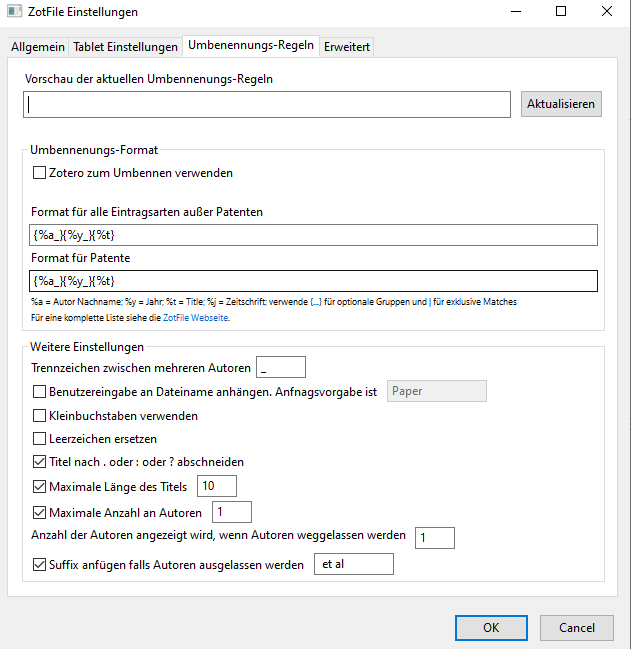 ZotFile Einstellungen
Allgemein Tablet Einstellungen Umbenennungs-Regeln Erweitert
Vorschau der aktuellen Umbennenungs-Regeln
Aktualisieren
Umbennenungs-Format
Zotero zum Umbennen verwenden
Format für alle Eintragsarten außer Patenten
{%a_}{%y_}{%t}
Format für Patente
{%a_}{%y_}{%t}
%a = Autor Nachname; %y = Jahr; %t = Title; %j = Zeitschrift; verwende {...} für optionale Gruppen und | für exklusive Matches
Für eine komplette Liste siehe die ZotFile Webseite.
Weitere Einstellungen
Trennzeichen zwischen mehreren Autoren _
Benutzereingabe an Dateiname anhängen. Anfnagsvorgabe ist Paper
Kleinbuchstaben verwenden
Leerzeichen ersetzen
Titel nach . oder : oder ? abschneiden
Maximale Länge des Titels 10
Maximale Anzahl an Autoren 1
Anzahl der Autoren angezeigt wird, wenn Autoren weggelassen werden 1
Suffix anfügen falls Autoren ausgelassen werden et al
OK Cancel